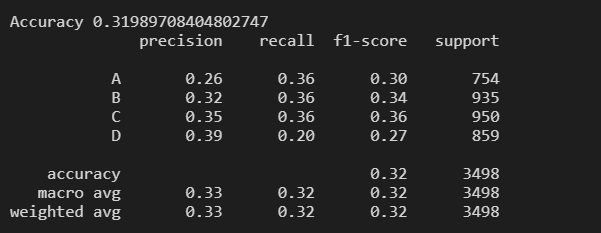 Accuracy 0.31989708404802747
precision recall f1-score support
A 0.26 0.36 0.30 754
B 0.32 0.36 0.34 935
C 0.35 0.36 0.36 950
D 0.39 0.20 0.27 859
accuracy 0.32 3498
macro avg 0.33 0.32 0.32 3498
weighted avg 0.33 0.32 0.32 3498